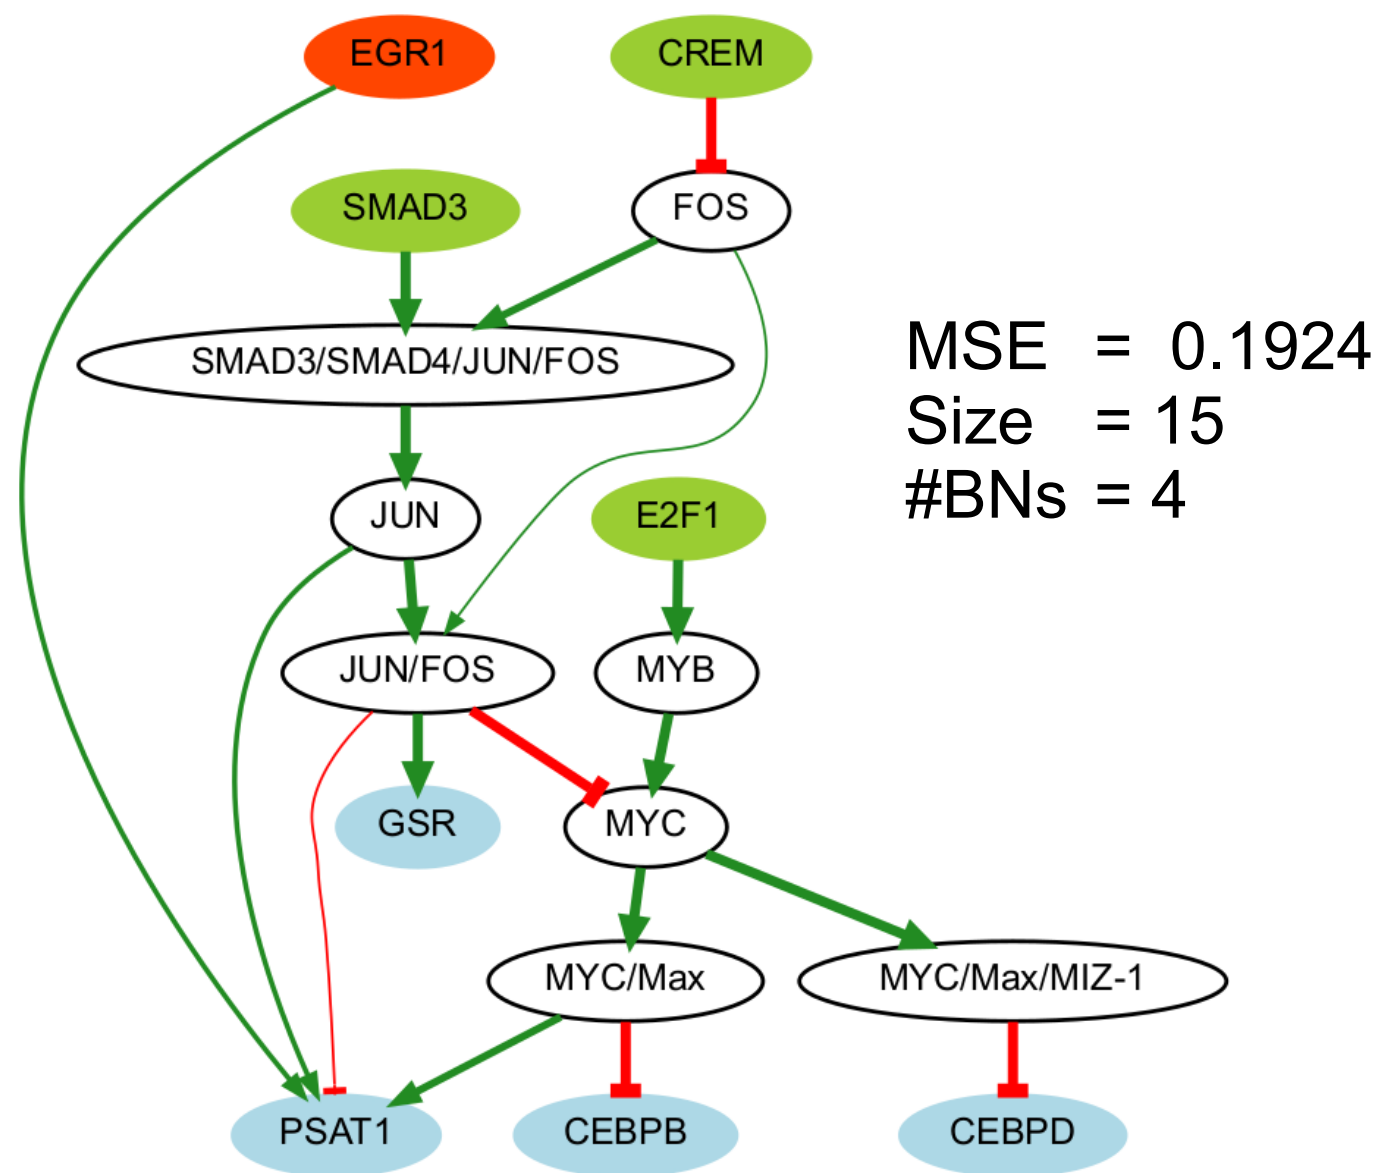 EGR1
CREM
SMAD3
FOS
SMAD3/SMAD4/JUN/FOS
MSE = 0.1924
Size = 15
#BNs = 4
JUN
E2F1
JUN/FOS
MYB
GSR
MYC
MYC/Max
MYC/Max/MIZ-1
PSAT1
CEBPB
CEBPD